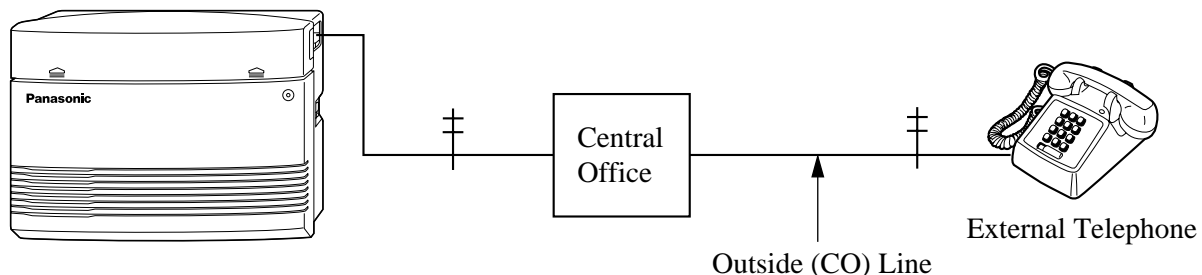 Panasonic
Central
Office
External Telephone
Outside (CO) Line